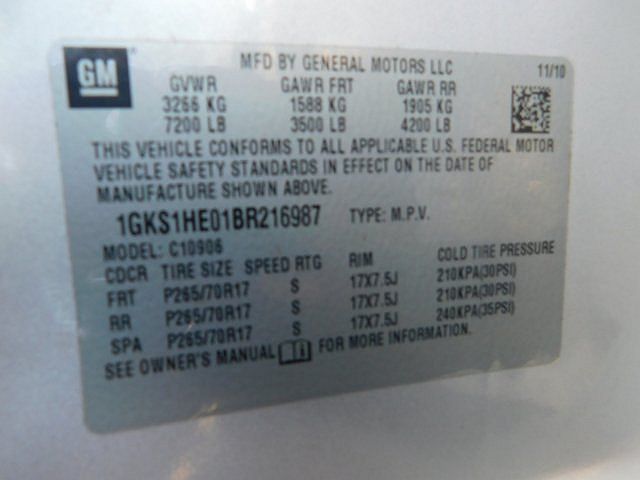 GM
MFD BY GENERAL MOTORS LLC
11/10
GVWR GAWR FRT GAWR RR
3266 KG 1588 KG 1905 KG
7200 LB 3500 LB 4200 LB
THIS VEHICLE CONFORMS TO ALL APPLICABLE U.S. FEDERAL MOTOR
VEHICLE SAFETY STANDARDS IN EFFECT ON THE DATE OF
MANUFACTURE SHOWN ABOVE.
1GKS1HE01BR216987 TYPE: M.P.V.
MODEL: C10906
CDCR TIRE SIZE SPEED RTG RIM COLD TIRE PRESSURE
FRT P265/70R17 S 17X7.5J 210KPA(30PSI)
RR P265/70R17 S 17X7.5J 210KPA(30PSI)
SPA P265/70R17 S 17X7.5J 240KPA(35PSI)
SEE OWNER'S MANUAL FOR MORE INFORMATION.